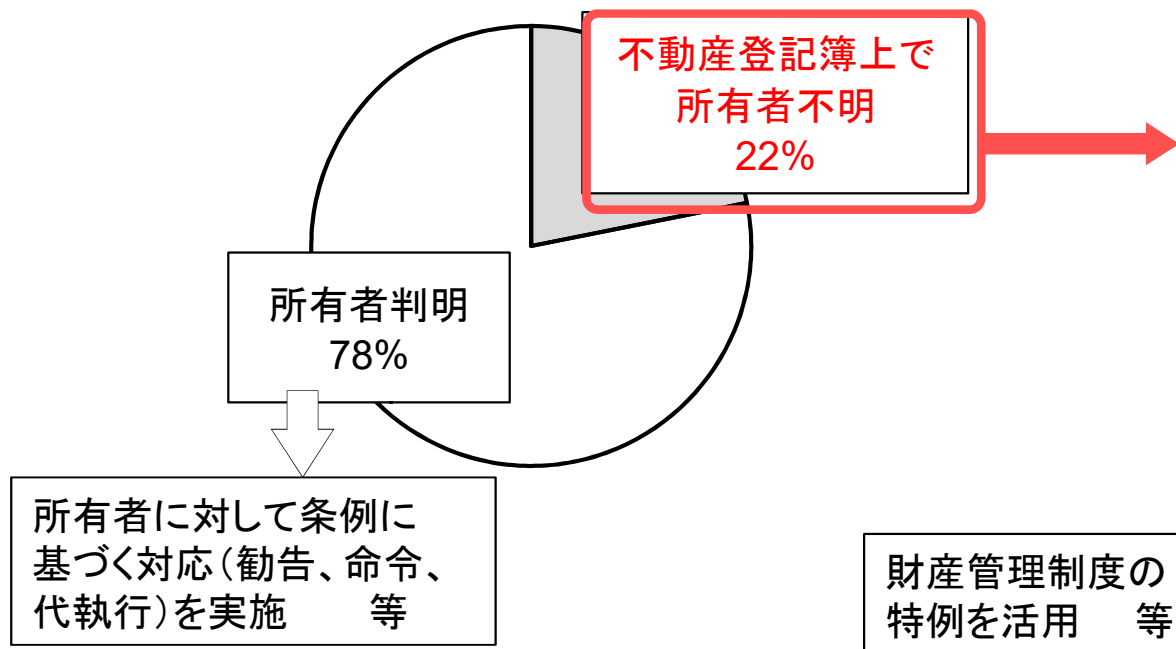 不動産登記簿上で
所有者不明
22%
所有者判明
78%
所有者に対して条例に
基づく対応(勧告、命令、
代執行)を実施　　等
財産管理制度の
特例を活用　等